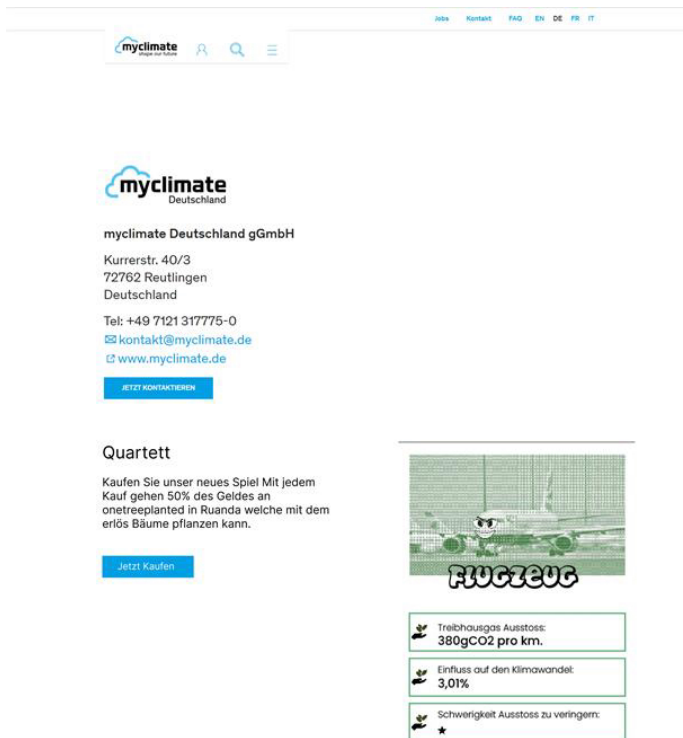 Jobs Kontakt FAQ EN DE FR IT
myclimate
shape our future
myclimate
Deutschland
myclimate Deutschland gGmbH
Kurrerstr. 40/3
72762 Reutlingen
Deutschland
Tel: +49 7121 317775-0
kontakt@myclimate.de
www.myclimate.de
JETZT KONTAKTIEREN
Quartett
Kaufen Sie unser neues Spiel Mit jedem
Kauf gehen 50% des Geldes an
onetreeplanted in Ruanda welche mit dem
erlös Bäume pflanzen kann.
Jetzt Kaufen
FLUGZEUG
Treibhausgas Ausstoss:
380gCO2 pro km.
Einfluss auf den Klimawandel:
3,01%
Schwerigkeit Ausstoss zu veringern:
★